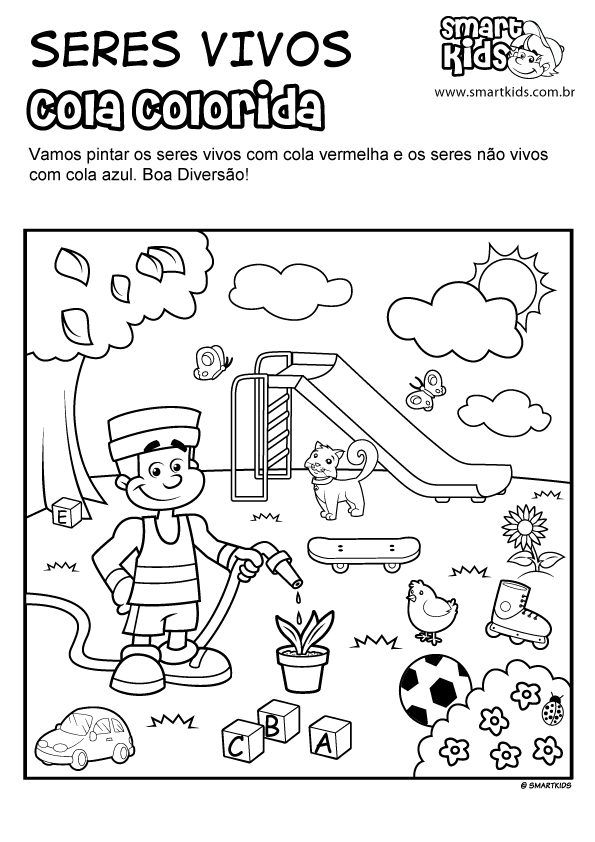 SERES VIVOS
Smart
Kids
www.smartkids.com.br
Cola Colorida
Vamos pintar os seres vivos com cola vermelha e os seres não vivos
com cola azul. Boa Diversão!
E
B
C
A
© SMARTKIDS